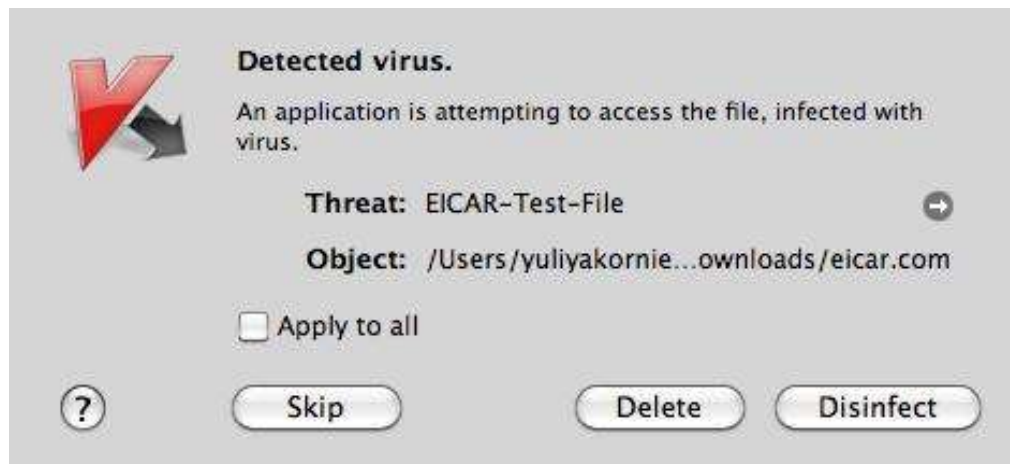 Detected virus.
An application is attempting to access the file, infected with
virus.
Threat: EICAR-Test-File
Object: /Users/yuliyakornie...ownloads/eicar.com
Apply to all
? Skip Delete Disinfect